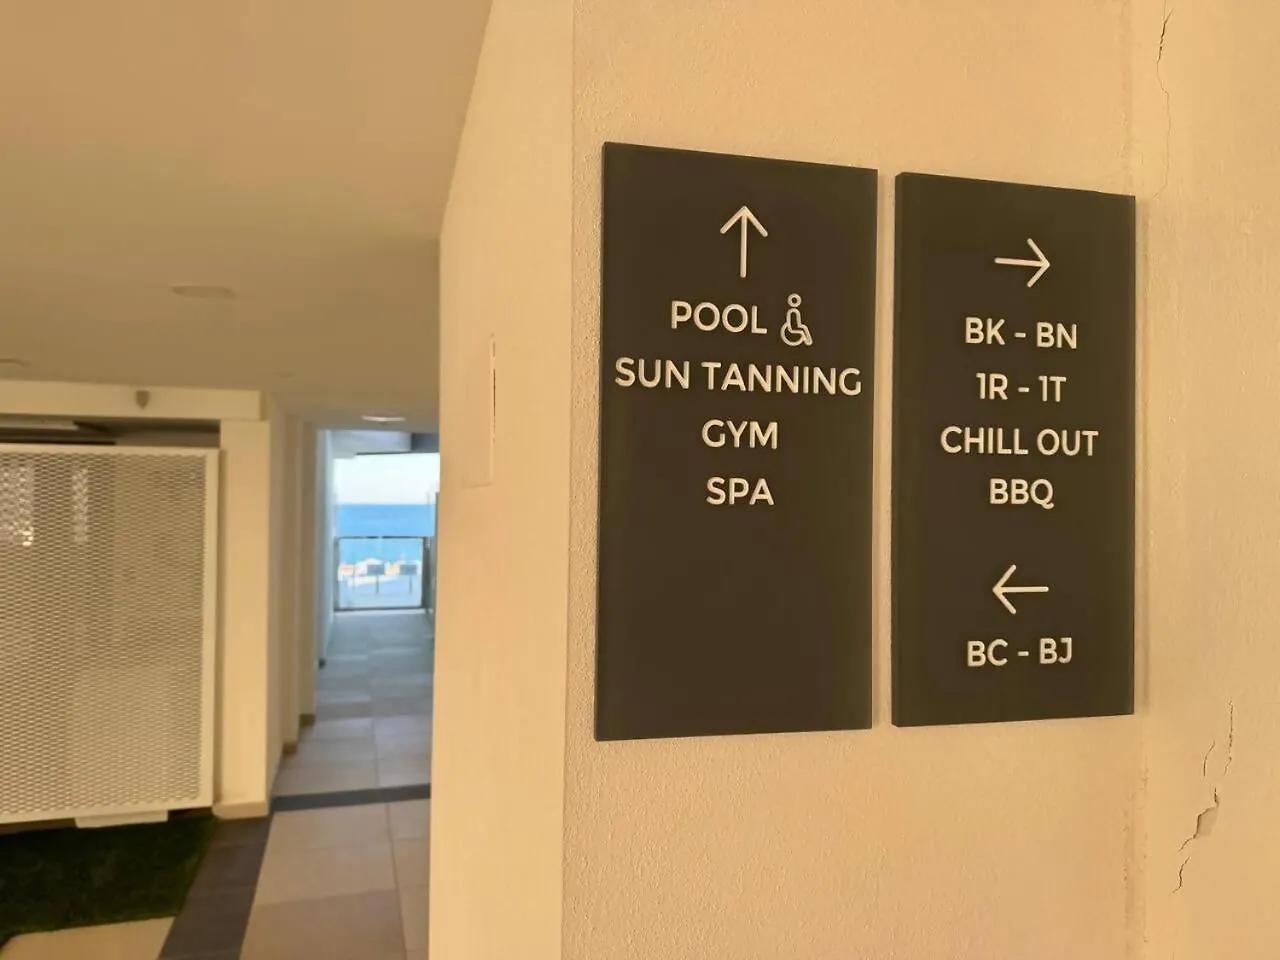 POOL
SUN TANNING
GYM
SPA
BK - BN
1R - 1T
CHILL OUT
BBQ
BC - BJ